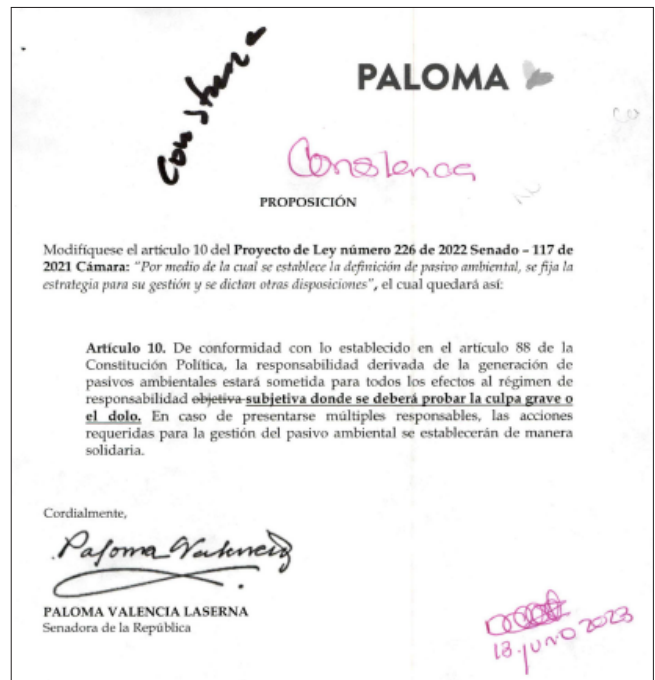 Constanza
PALOMA
Constancia
PROPOSICIÓN
Modifíquese el artículo 10 del Proyecto de Ley número 226 de 2022 Senado – 117 de
2021 Cámara: "Por medio de la cual se establece la definición de pasivo ambiental, se fija la
estrategia para su gestión y se dictan otras disposiciones", el cual quedará así:
Artículo 10. De conformidad con lo establecido en el artículo 88 de la
Constitución Política, la responsabilidad derivada de la generación de
pasivos ambientales estará sometida para todos los efectos al régimen de
responsabilidad objetiva subjetiva donde se deberá probar la culpa grave o
el dolo. En caso de presentarse múltiples responsables, las acciones
requeridas para la gestión del pasivo ambiental se establecerán de manera
solidaria.
Cordialmente,
Paloma Valencia
PALOMA VALENCIA LASERNA
Senadora de la República
13-junio 2023